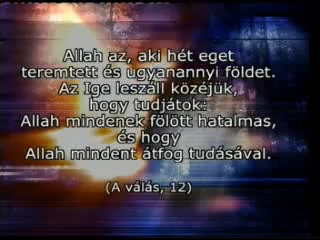 Allah az, aki hét eget
teremtett és ugyanannyi földet.
Az Ige leszáll közéjük,
hogy tudjátok:
Allah mindenek fölött hatalmas,
és hogy
Allah mindent átfog tudásával.
(A válás, 12)